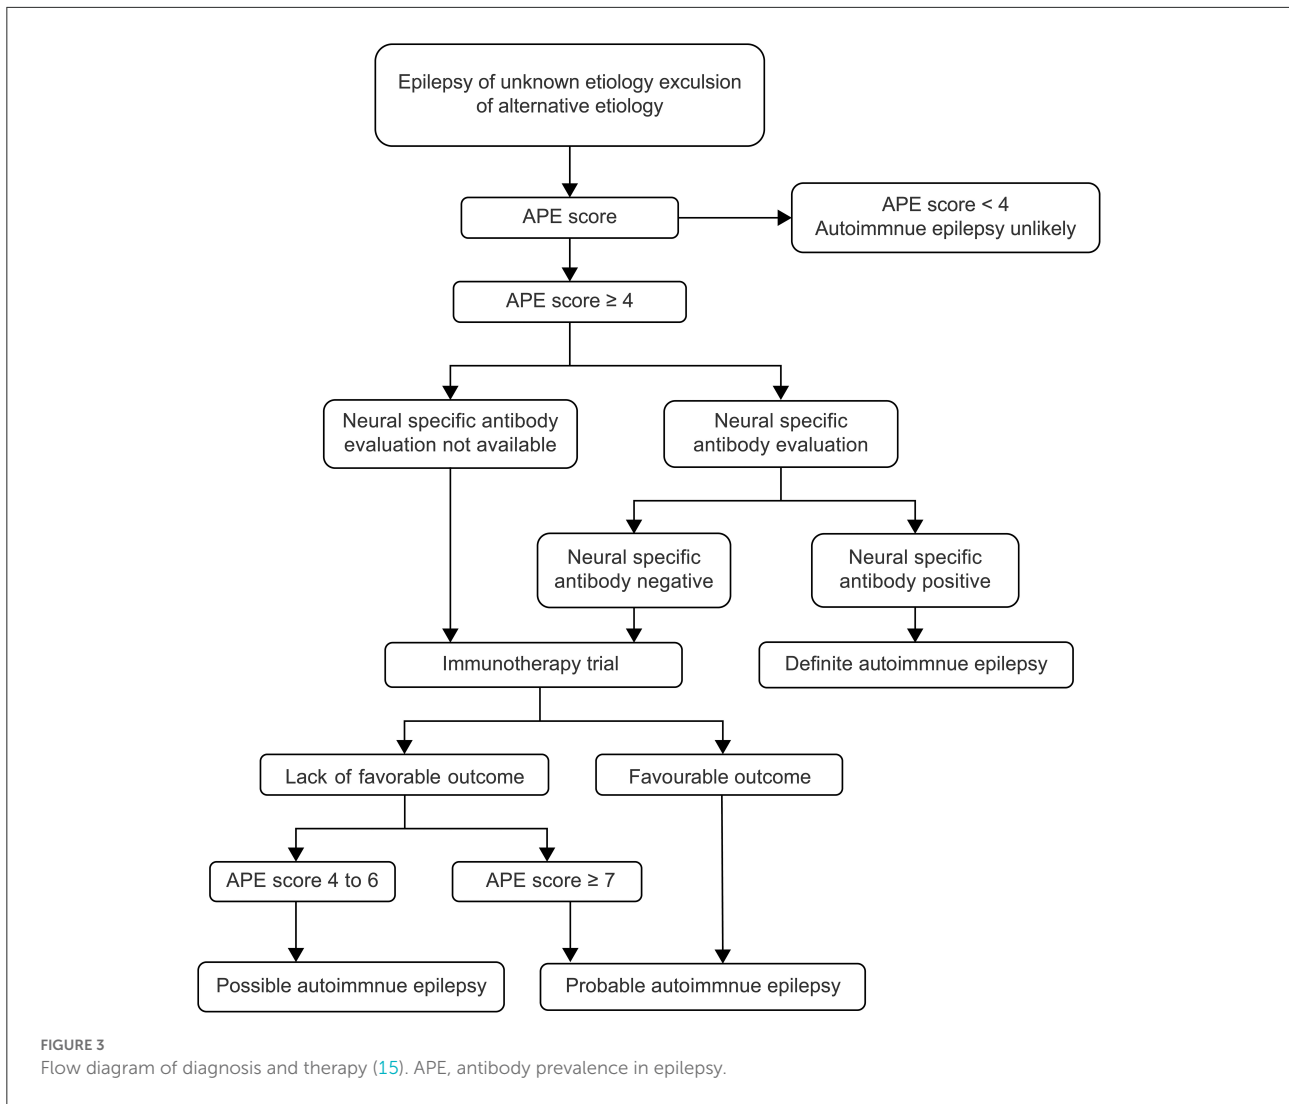 Epilepsy of unknown etiology exculsion
of alternative etiology
APE score
APE score < 4
Autoimmnue epilepsy unlikely
APE score ≥ 4
Neural specific antibody
evaluation not available
Neural specific
antibody evaluation
Neural specific
antibody negative
Neural specific
antibody positive
Immunotherapy trial
Definite autoimmnue epilepsy
Lack of favorable outcome
Favourable outcome
APE score 4 to 6
APE score ≥ 7
Possible autoimmnue epilepsy
Probable autoimmnue epilepsy
FIGURE 3
Flow diagram of diagnosis and therapy (15). APE, antibody prevalence in epilepsy.